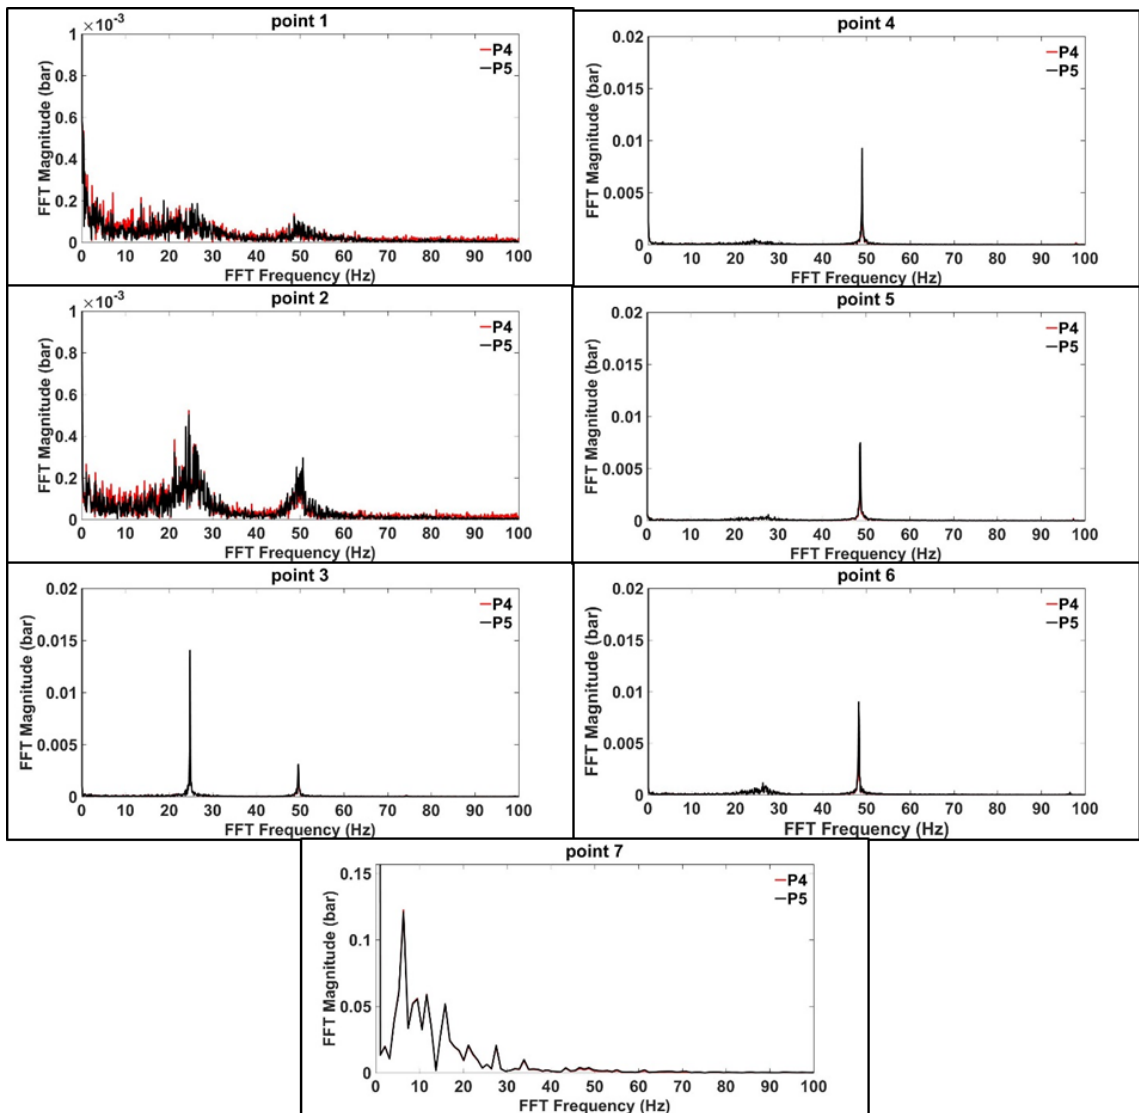 point 1
×10⁻³
1
0.8
0.6
0.4
0.2
0
FFT Magnitude (bar)
P4
P5
0 10 20 30 40 50 60 70 80 90 100
FFT Frequency (Hz)
point 4
0.02
0.015
0.01
0.005
0
FFT Magnitude (bar)
P4
P5
0 10 20 30 40 50 60 70 80 90 100
FFT Frequency (Hz)
point 2
×10⁻³
1
0.8
0.6
0.4
0.2
0
FFT Magnitude (bar)
P4
P5
0 10 20 30 40 50 60 70 80 90 100
FFT Frequency (Hz)
point 5
0.02
0.015
0.01
0.005
0
FFT Magnitude (bar)
P4
P5
0 10 20 30 40 50 60 70 80 90 100
FFT Frequency (Hz)
point 3
0.02
0.015
0.01
0.005
0
FFT Magnitude (bar)
P4
P5
0 10 20 30 40 50 60 70 80 90 100
FFT Frequency (Hz)
point 6
0.02
0.015
0.01
0.005
0
FFT Magnitude (bar)
P4
P5
0 10 20 30 40 50 60 70 80 90 100
FFT Frequency (Hz)
point 7
0.15
0.1
0.05
0
FFT Magnitude (bar)
P4
P5
0 10 20 30 40 50 60 70 80 90 100
FFT Frequency (Hz)